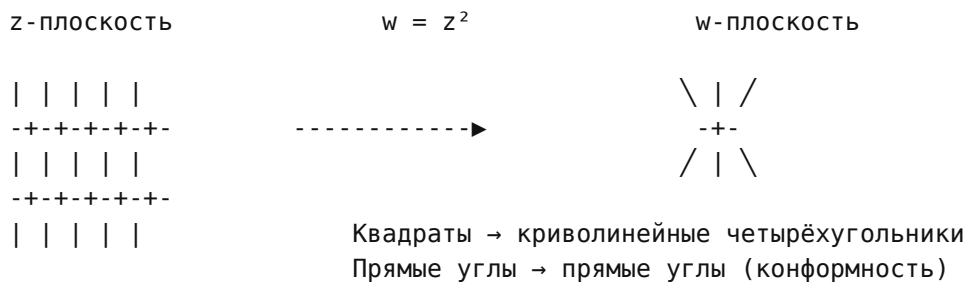 z-плоскость w = z² w-плоскость
| | | | | \ | /
-+-+-+-+-+- ------------► -+-
| | | | | / | \
-+-+-+-+-+-
| | | | | Квадраты → криволинейные четырёхугольники
Прямые углы → прямые углы (конформность)